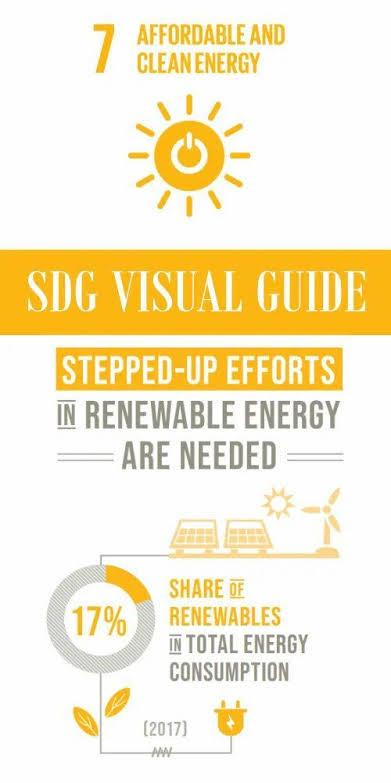 7 AFFORDABLE AND
CLEAN ENERGY
SDG VISUAL GUIDE
STEPPED-UP EFFORTS
IN RENEWABLE ENERGY
ARE NEEDED
17%
SHARE OF
RENEWABLES
IN TOTAL ENERGY
CONSUMPTION
(2017)